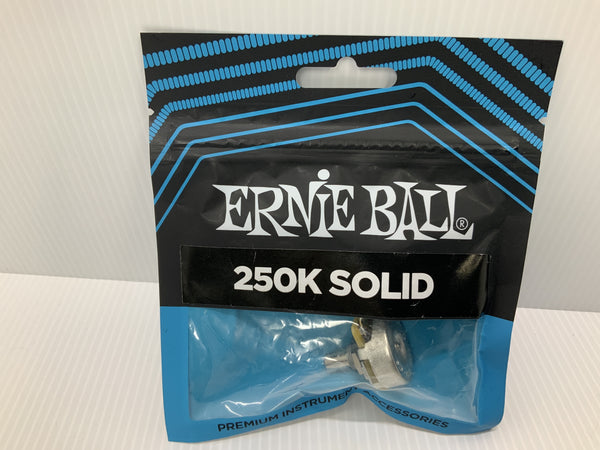 ERNIE BALL®
250K SOLID
PREMIUM INSTRUMENT ACCESSORIES